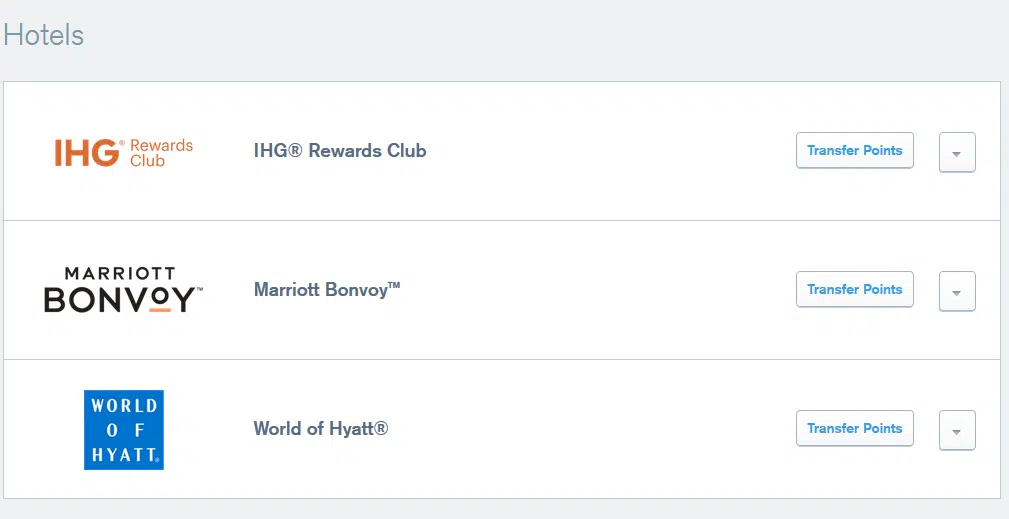 Hotels
IHG® Rewards
Club
IHG® Rewards Club
Transfer Points
MARRIOTT
BONVOY™
Marriott Bonvoy™
Transfer Points
WORLD
OF
HYATT®
World of Hyatt®
Transfer Points